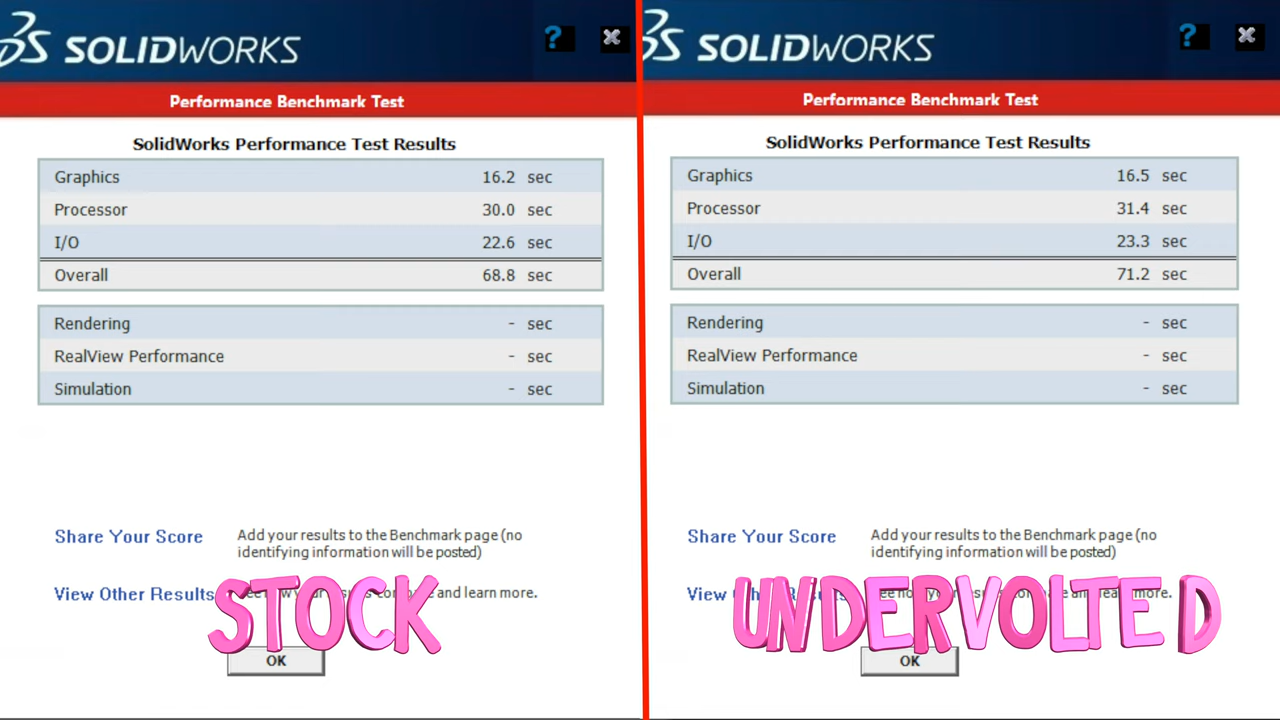 DS SOLIDWORKS ? ✖
Performance Benchmark Test
SolidWorks Performance Test Results
Graphics 16.2 sec
Processor 30.0 sec
I/O 22.6 sec
Overall 68.8 sec
Rendering - sec
RealView Performance - sec
Simulation - sec
Share Your Score Add your results to the Benchmark page (no
identifying information will be posted)
View Other Results and learn more.
STOCK
OK
DS SOLIDWORKS ? ✖
Performance Benchmark Test
SolidWorks Performance Test Results
Graphics 16.5 sec
Processor 31.4 sec
I/O 23.3 sec
Overall 71.2 sec
Rendering - sec
RealView Performance - sec
Simulation - sec
Share Your Score Add your results to the Benchmark page (no
identifying information will be posted)
View more.
UNDERVOLTED
OK